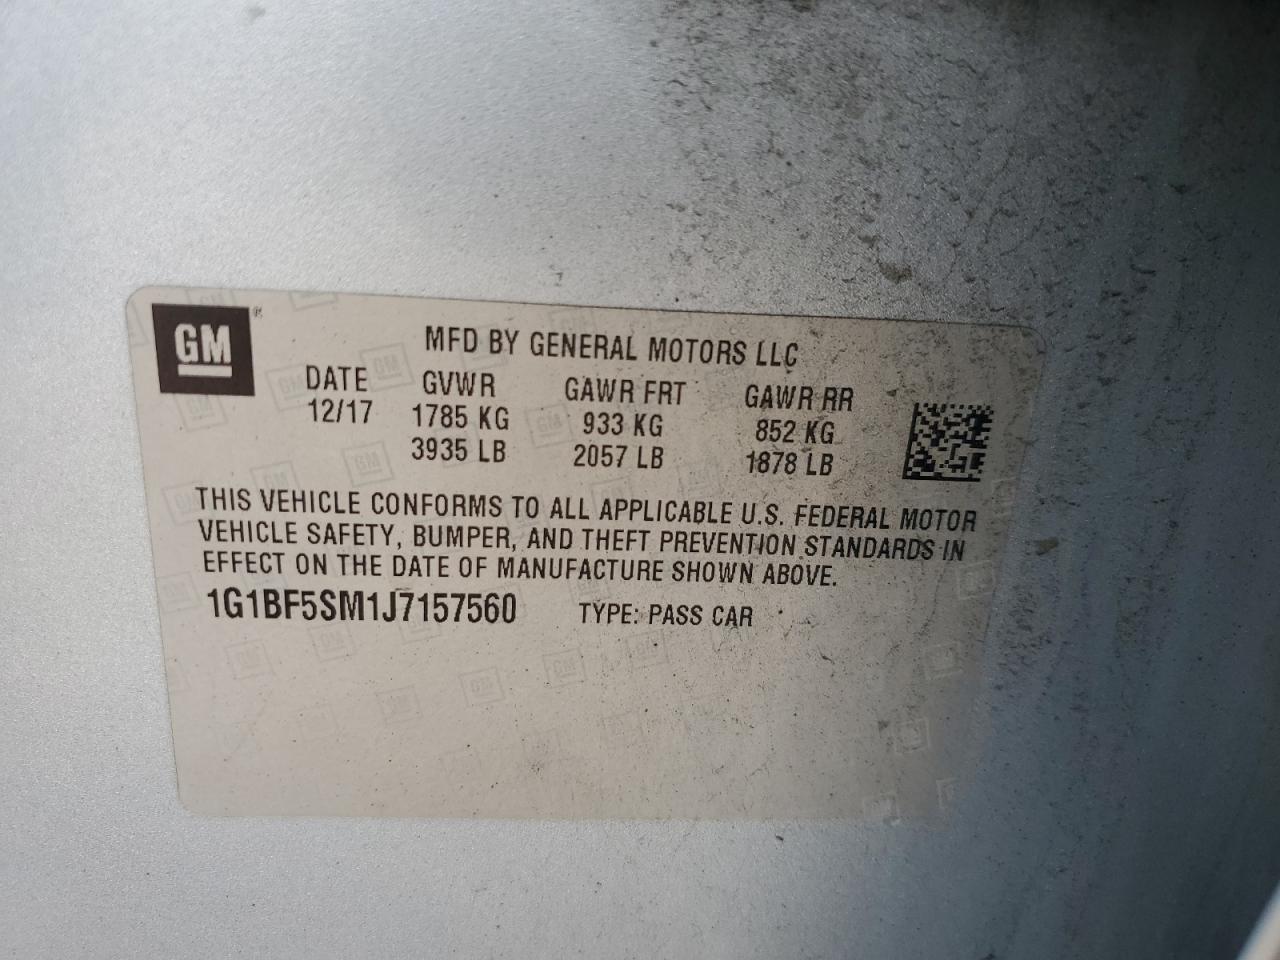 GM®
MFD BY GENERAL MOTORS LLC
DATE GVWR GAWR FRT GAWR RR
12/17 1785 KG 933 KG 852 KG
3935 LB 2057 LB 1878 LB
THIS VEHICLE CONFORMS TO ALL APPLICABLE U.S. FEDERAL MOTOR
VEHICLE SAFETY, BUMPER, AND THEFT PREVENTION STANDARDS IN
EFFECT ON THE DATE OF MANUFACTURE SHOWN ABOVE.
1G1BF5SM1J7157560 TYPE: PASS CAR